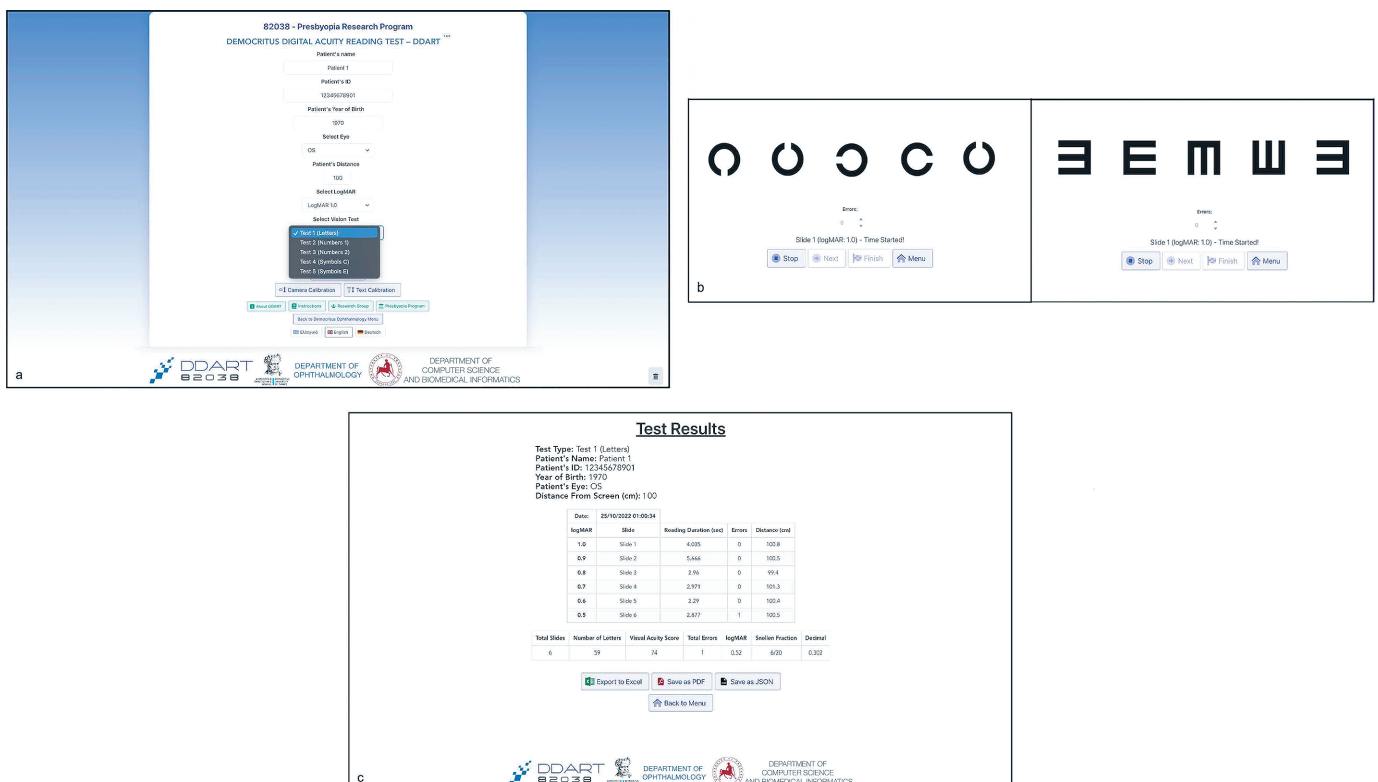 82038 - Presbyopia Research Program
DEMOCRITUS DIGITAL ACUITY READING TEST – DDART ™
Patient's name
Patient 1
Patient's ID
12345678901
Patient's Year of Birth
1970
Select Eye
OS
Patient's Distance
100
Select LogMAR
LogMAR 1.0
Select Vision Test
✓ Test 1 (Letters)
Test 2 (Numbers 1)
Test 3 (Numbers 2)
Test 4 (Symbols C)
Test 5 (Symbols E)
Camera Calibration Text Calibration
About DDART Instructions Research Group Presbyopia Program
Back to Democritus Ophthalmology Menu
Ελληνικά English Deutsch
DDART
82038
DEPARTMENT OF
OPHTHALMOLOGY
DEPARTMENT OF
COMPUTER SCIENCE
AND BIOMEDICAL INFORMATICS
a
Errors:
0
Slide 1 (logMAR: 1.0) - Time Started!
Stop Next Finish Menu
Errors:
0
Slide 1 (logMAR: 1.0) - Time Started!
Stop Next Finish Menu
b
Test Results
Test Type: Test 1 (Letters)
Patient's Name: Patient 1
Patient's ID: 12345678901
Year of Birth: 1970
Patient's Eye: OS
Distance From Screen (cm): 100
Date: 25/10/2022 01:00:34
logMAR Slide Reading Duration (sec) Errors Distance (cm)
1.0 Slide 1 4.035 0 100.8
0.9 Slide 2 5.666 0 100.5
0.8 Slide 3 2.96 0 99.4
0.7 Slide 4 2.971 0 101.3
0.6 Slide 5 2.29 0 100.4
0.5 Slide 6 2.877 1 100.5
Total Slides Number of Letters Visual Acuity Score Total Errors logMAR Snellen Fraction Decimal
6 59 74 1 0.52 6/20 0.302
Export to Excel Save as PDF Save as JSON
Back to Menu
DDART
82038
DEPARTMENT OF
OPHTHALMOLOGY
DEPARTMENT OF
COMPUTER SCIENCE
AND BIOMEDICAL INFORMATICS
c